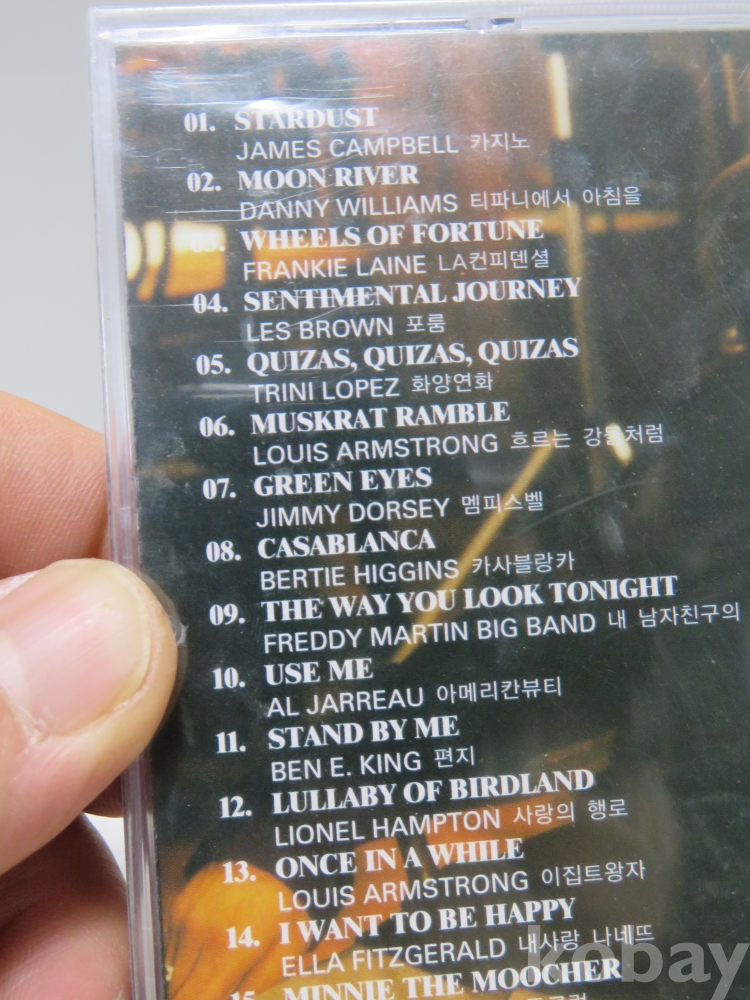 01. STARDUST
JAMES CAMPBELL 카지노
02. MOON RIVER
DANNY WILLIAMS 티파니에서 아침을
03. WHEELS OF FORTUNE
FRANKIE LAINE LA컨피덴셜
04. SENTIMENTAL JOURNEY
LES BROWN 포룸
05. QUIZAS, QUIZAS, QUIZAS
TRINI LOPEZ 화양연화
06. MUSKRAT RAMBLE
LOUIS ARMSTRONG 흐르는 강물처럼
07. GREEN EYES
JIMMY DORSEY 멤피스벨
08. CASABLANCA
BERTIE HIGGINS 카사블랑카
09. THE WAY YOU LOOK TONIGHT
FREDDY MARTIN BIG BAND 내 남자친구의
10. USE ME
AL JARREAU 아메리칸뷰티
11. STAND BY ME
BEN E. KING 편지
12. LULLABY OF BIRDLAND
LIONEL HAMPTON 사랑의 행로
13. ONCE IN A WHILE
LOUIS ARMSTRONG 이집트왕자
14. I WANT TO BE HAPPY
ELLA FITZGERALD 내사랑 나네뜨
15. MINNIE THE MOOCHER
kobay